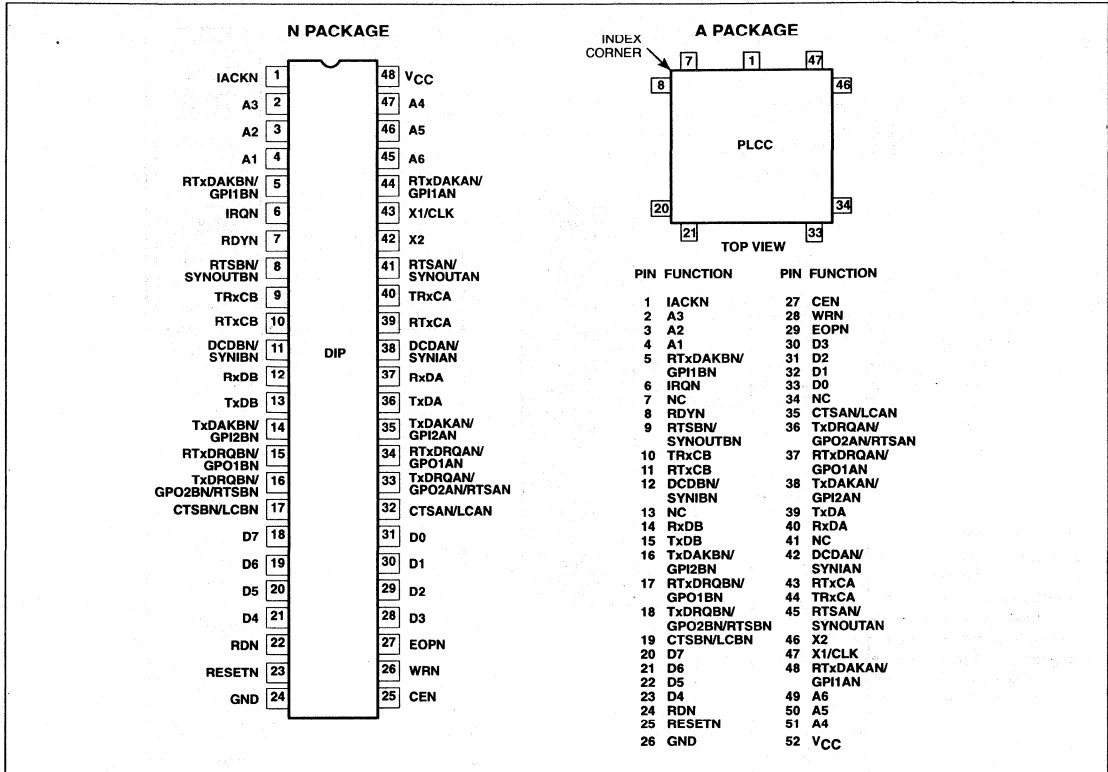 N PACKAGE
IACKN 1
A3 2
A2 3
A1 4
RTxDAKBN/
GPI1BN 5
IRQN 6
RDYN 7
RTSBN/
SYNOUTBN 8
TRxCB 9
RTxCB 10
DCDBN/
SYNIBN 11
RxDB 12
TxDB 13
TxDAKBN/
GPI2BN 14
RTxDRQBN/
GPO1BN 15
TxDRQBN/
GPO2BN/RTSBN 16
CTSBN/LCBN 17
D7 18
D6 19
D5 20
D4 21
RDN 22
RESETN 23
GND 24
DIP
48 VCC
47 A4
46 A5
45 A6
44 RTxDAKAN/
GPI1AN
43 X1/CLK
42 X2
41 RTSAN/
SYNOUTAN
40 TRxCA
39 RTxCA
38 DCDAN/
SYNIAN
37 RxDA
36 TxDA
35 TxDAKAN/
GPI2AN
34 RTxDRQAN/
GPO1AN
33 TxDRQAN/
GPO2AN/RTSAN
32 CTSAN/LCAN
31 D0
30 D1
29 D2
28 D3
27 EOPN
26 WRN
25 CEN
A PACKAGE
INDEX
CORNER
7 1 47
8 46
PLCC
20 34
21 33
TOP VIEW
PIN FUNCTION
1 IACKN
2 A3
3 A2
4 A1
5 RTxDAKBN/
GPI1BN
6 IRQN
7 NC
8 RDYN
9 RTSBN/
SYNOUTBN
10 TRxCB
11 RTxCB
12 DCDBN/
SYNIBN
13 NC
14 RxDB
15 TxDB
16 TxDAKBN/
GPI2BN
17 RTxDRQBN/
GPO1BN
18 TxDRQBN/
GPO2BN/RTSBN
19 CTSBN/LCBN
20 D7
21 D6
22 D5
23 D4
24 RDN
25 RESETN
26 GND
PIN FUNCTION
27 CEN
28 WRN
29 EOPN
30 D3
31 D2
32 D1
33 D0
34 NC
35 CTSAN/LCAN
36 TxDRQAN/
GPO2AN/RTSAN
37 RTxDRQAN/
GPO1AN
38 TxDAKAN/
GPI2AN
39 TxDA
40 RxDA
41 NC
42 DCDAN/
SYNIAN
43 RTxCA
44 TRxCA
45 RTSAN/
SYNOUTAN
46 X2
47 X1/CLK
48 RTxDAKAN/
GPI1AN
49 A6
50 A5
51 A4
52 VCC